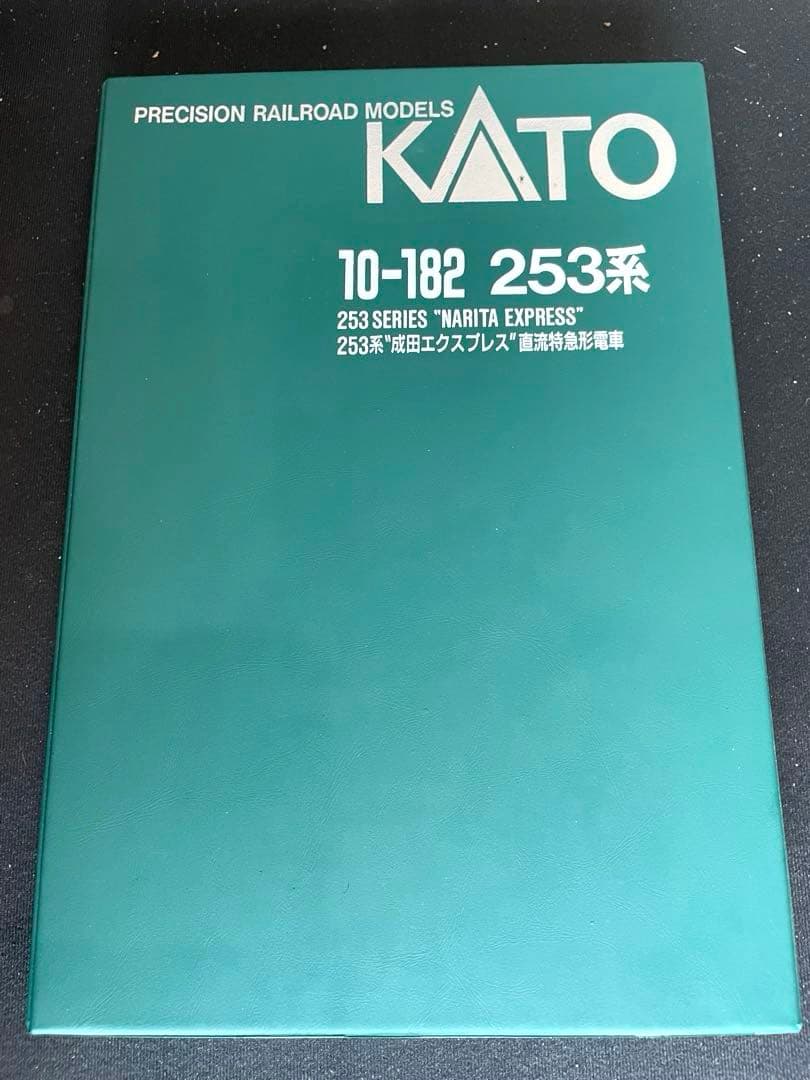 PRECISION RAILROAD MODELS
KATO
10-182 253系
253 SERIES "NARITA EXPRESS"
253系"成田エクスプレス"直流特急形電車